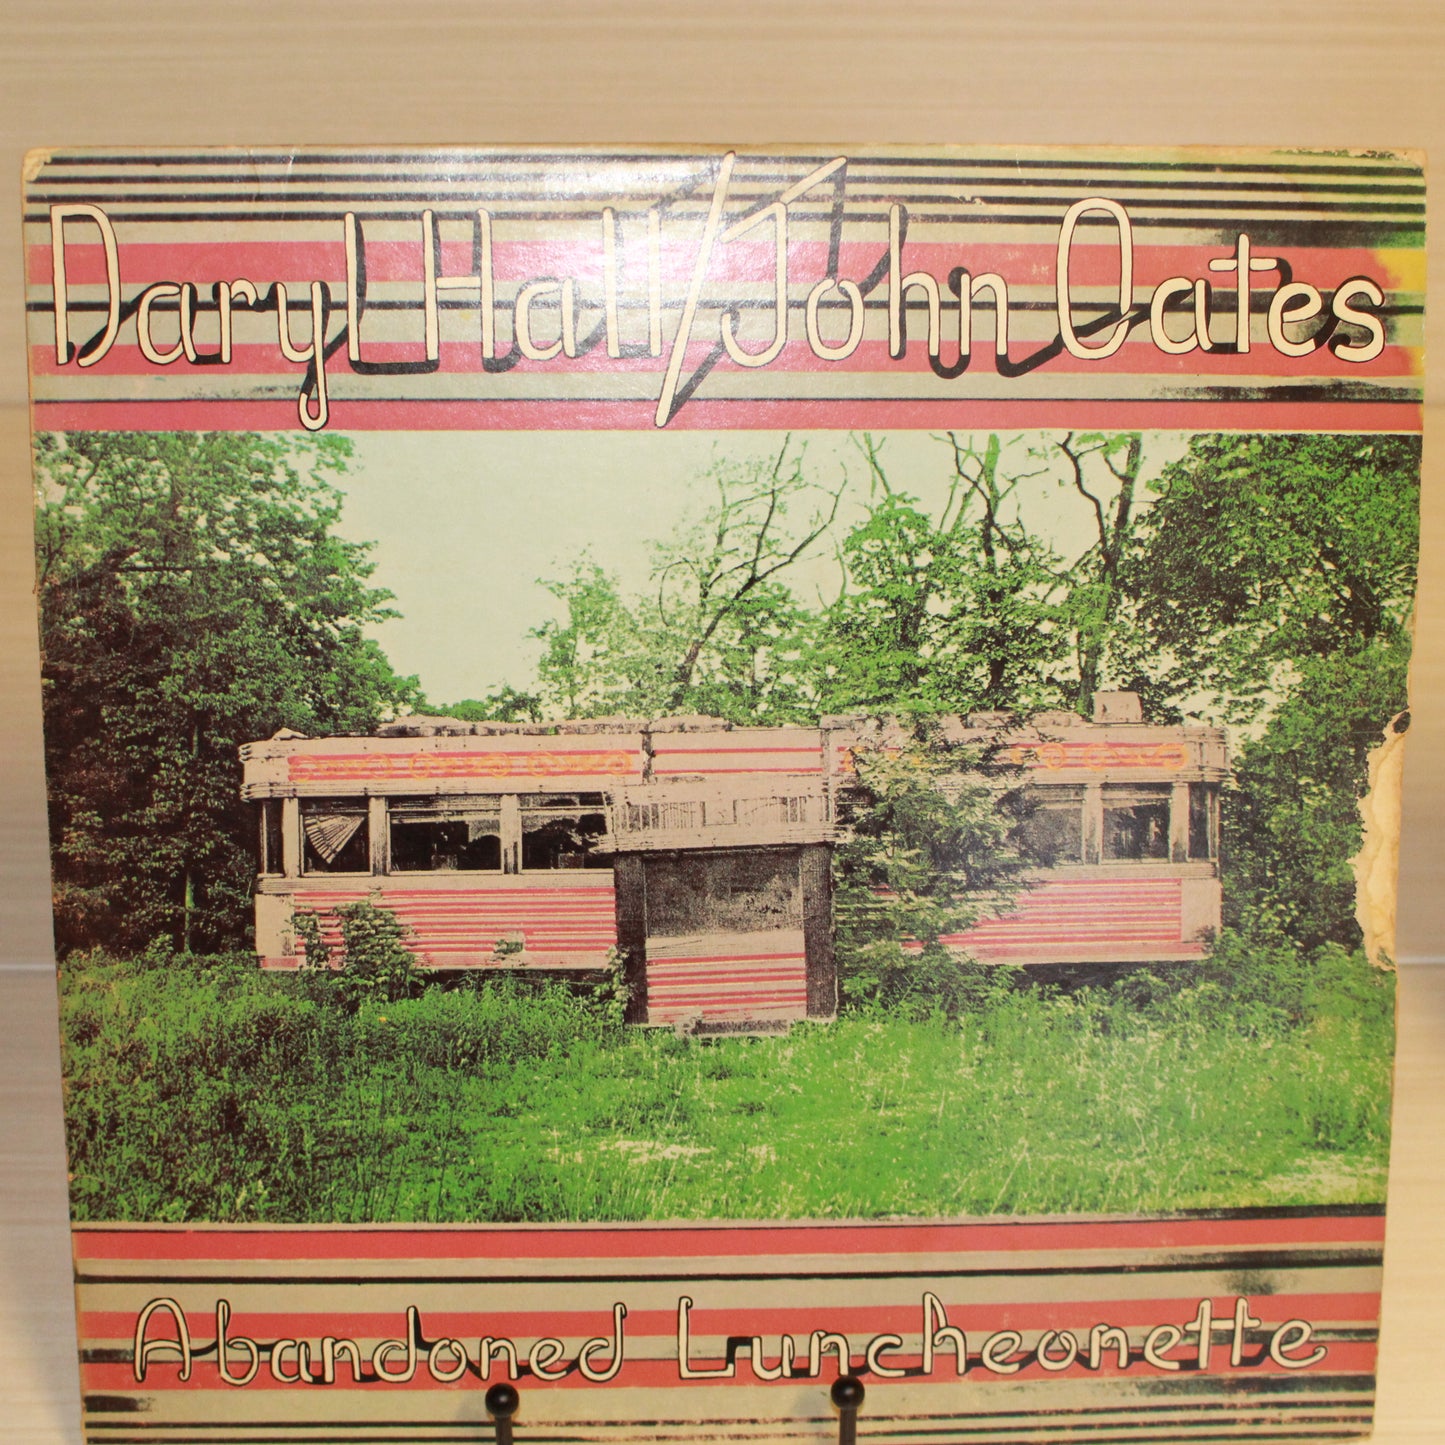 Daryl Hall/John Oates
Abandoned Luncheonette